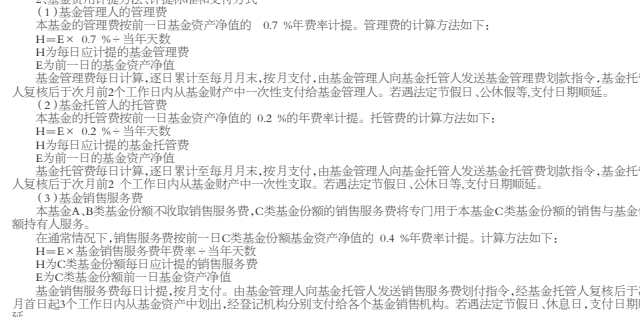 2、基金费用计提方法、计提标准和支付方式
(1)基金管理人的管理费
本基金的管理费按前一日基金资产净值的 0.7 %年费率计提。管理费的计算方法如下:
H=E× 0.7 %÷当年天数
H为每日应计提的基金管理费
E为前一日的基金资产净值
基金管理费每日计算,逐日累计至每月月末,按月支付,由基金管理人向基金托管人发送基金管理费划款指令,基金托管
人复核后于次月前2个工作日内从基金财产中一次性支付给基金管理人。若遇法定节假日、公休假等,支付日期顺延。
(2)基金托管人的托管费
本基金的托管费按前一日基金资产净值的 0.2 %的年费率计提。托管费的计算方法如下:
H=E× 0.2 %÷当年天数
H为每日应计提的基金托管费
E为前一日的基金资产净值
基金托管费每日计算,逐日累计至每月月末,按月支付,由基金管理人向基金托管人发送基金托管费划款指令,基金托管
人复核后于次月前2 个工作日内从基金财产中一次性支取。若遇法定节假日、公休日等,支付日期顺延。
(3)基金销售服务费
本基金A、B类基金份额不收取销售服务费,C类基金份额的销售服务费将专门用于本基金C类基金份额的销售与基金份
额持有人服务。
在通常情况下,销售服务费按前一日C类基金份额基金资产净值的 0.4 %年费率计提。计算方法如下:
H=E×基金销售服务费年费率÷当年天数
H为C类基金份额每日应计提的销售服务费
E为C类基金份额前一日基金资产净值
基金销售服务费每日计提,按月支付。由基金管理人向基金托管人发送销售服务费划付指令,经基金托管人复核后于次
月首日起3个工作日内从基金资产中划出,经登记机构分别支付给各个基金销售机构。若遇法定节假日、休息日,支付日期顺
延